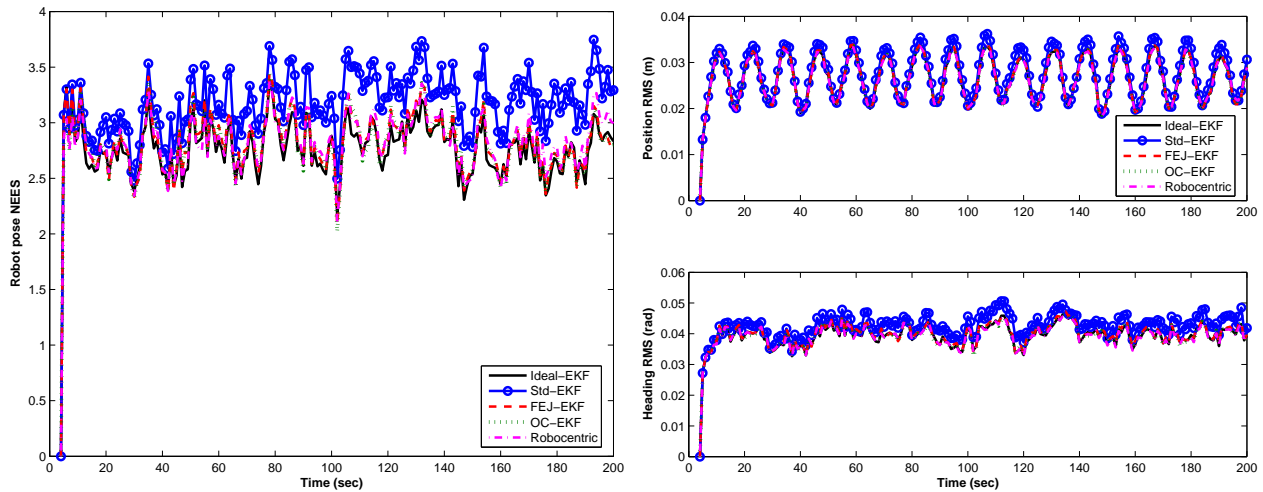 Robot pose NEES
4
3.5
3
2.5
2
1.5
1
0.5
0
0 20 40 60 80 100 120 140 160 180 200
Time (sec)
Ideal−EKF
Std−EKF
FEJ−EKF
OC−EKF
Robocentric
Position RMS (m)
0.04
0.03
0.02
0.01
0
0 20 40 60 80 100 120 140 160 180 200
Ideal−EKF
Std−EKF
FEJ−EKF
OC−EKF
Robocentric
Heading RMS (rad)
0.06
0.05
0.04
0.03
0.02
0.01
0
0 20 40 60 80 100 120 140 160 180 200
Time (sec)
Ideal−EKF
Std−EKF
FEJ−EKF
OC−EKF
Robocentric